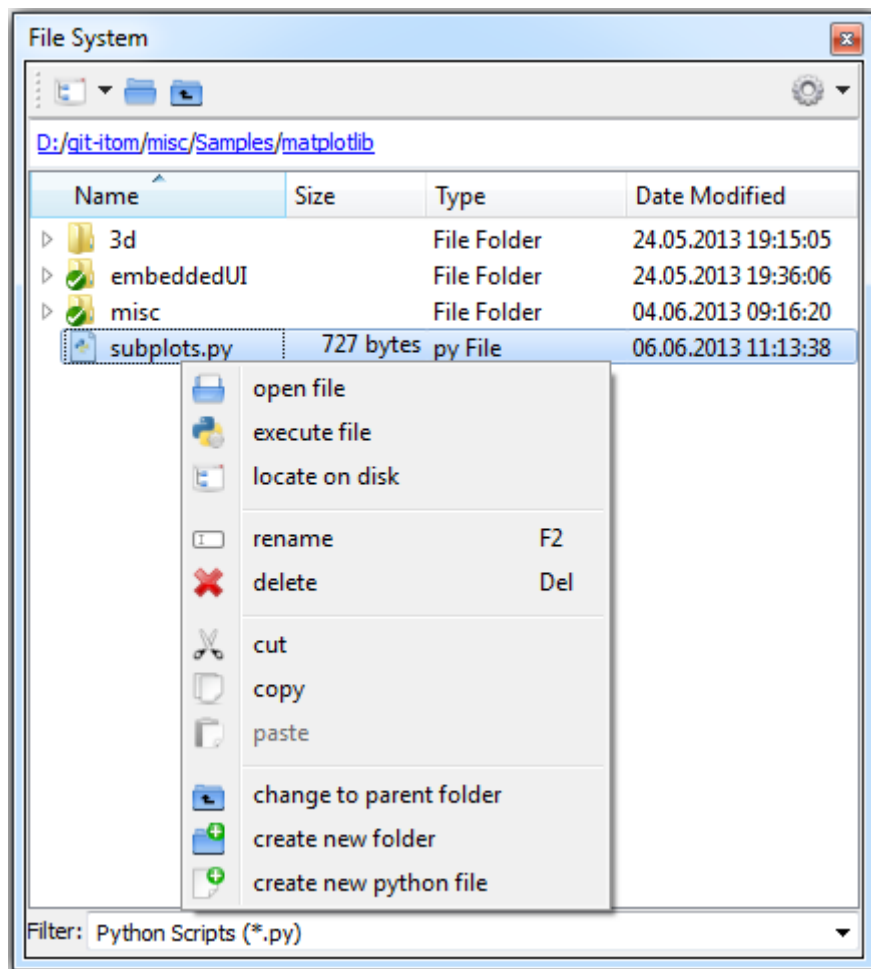 File System
D:/git-itom/misc/Samples/matplotlib
Name Size Type Date Modified
3d File Folder 24.05.2013 19:15:05
embeddedUI File Folder 24.05.2013 19:36:06
misc File Folder 04.06.2013 09:16:20
subplots.py 727 bytes py File 06.06.2013 11:13:38
open file
execute file
locate on disk
rename F2
delete Del
cut
copy
paste
change to parent folder
create new folder
create new python file
Filter: Python Scripts (*.py)